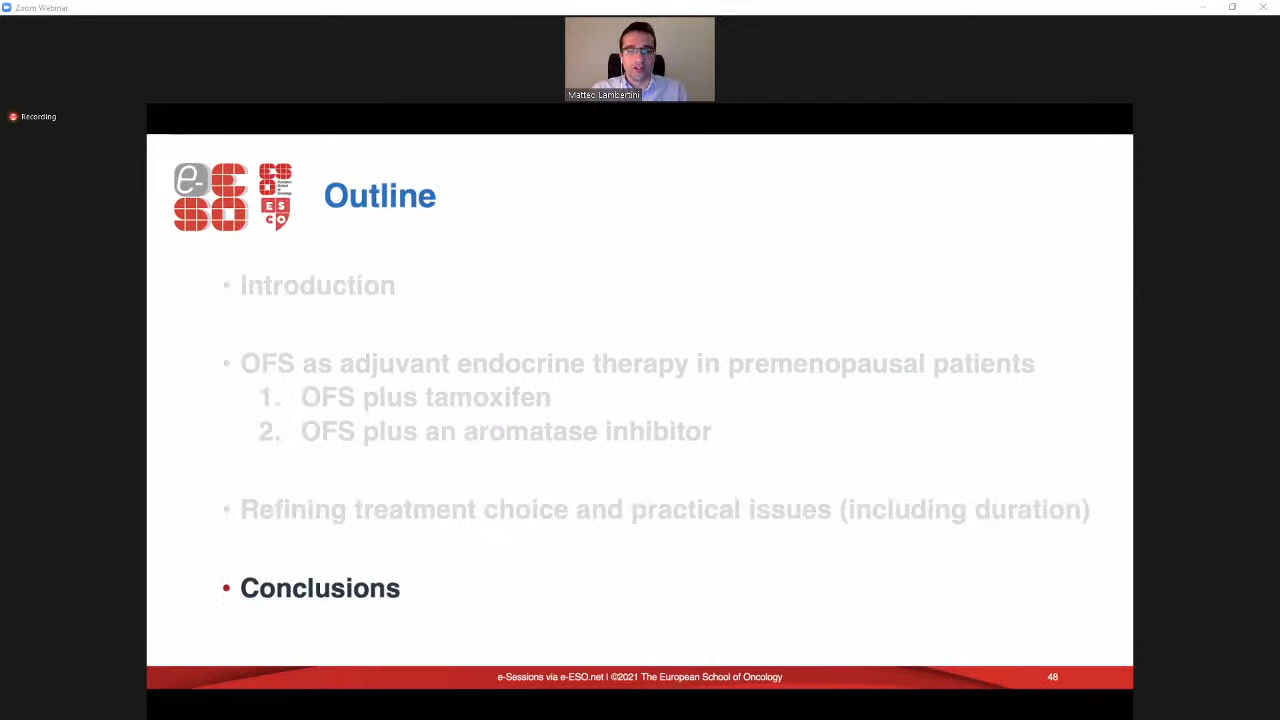 Zoom Webinar
Matteo Lambertini
Recording
e-ESO
ESCO
Outline
• Introduction
• OFS as adjuvant endocrine therapy in premenopausal patients
1. OFS plus tamoxifen
2. OFS plus an aromatase inhibitor
• Refining treatment choice and practical issues (including duration)
• Conclusions
e-Sessions via e-ESO.net | ©2021 The European School of Oncology
48